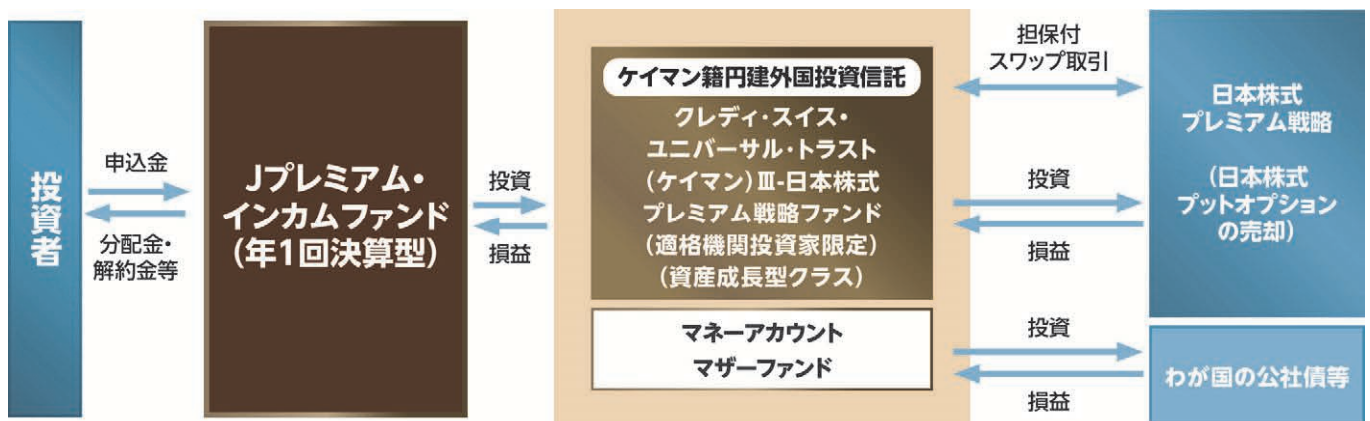 投資者
申込金
分配金・
解約金等
Jプレミアム・
インカムファンド
(年1回決算型)
投資
損益
ケイマン籍円建外国投資信託
クレディ・スイス・
ユニバーサル・トラスト
(ケイマン)Ⅲ-日本株式
プレミアム戦略ファンド
(適格機関投資家限定)
(資産成長型クラス)
マネーアカウント
マザーファンド
担保付
スワップ取引
投資
損益
投資
損益
日本株式
プレミアム戦略
(日本株式
プットオプション
の売却)
わが国の公社債等